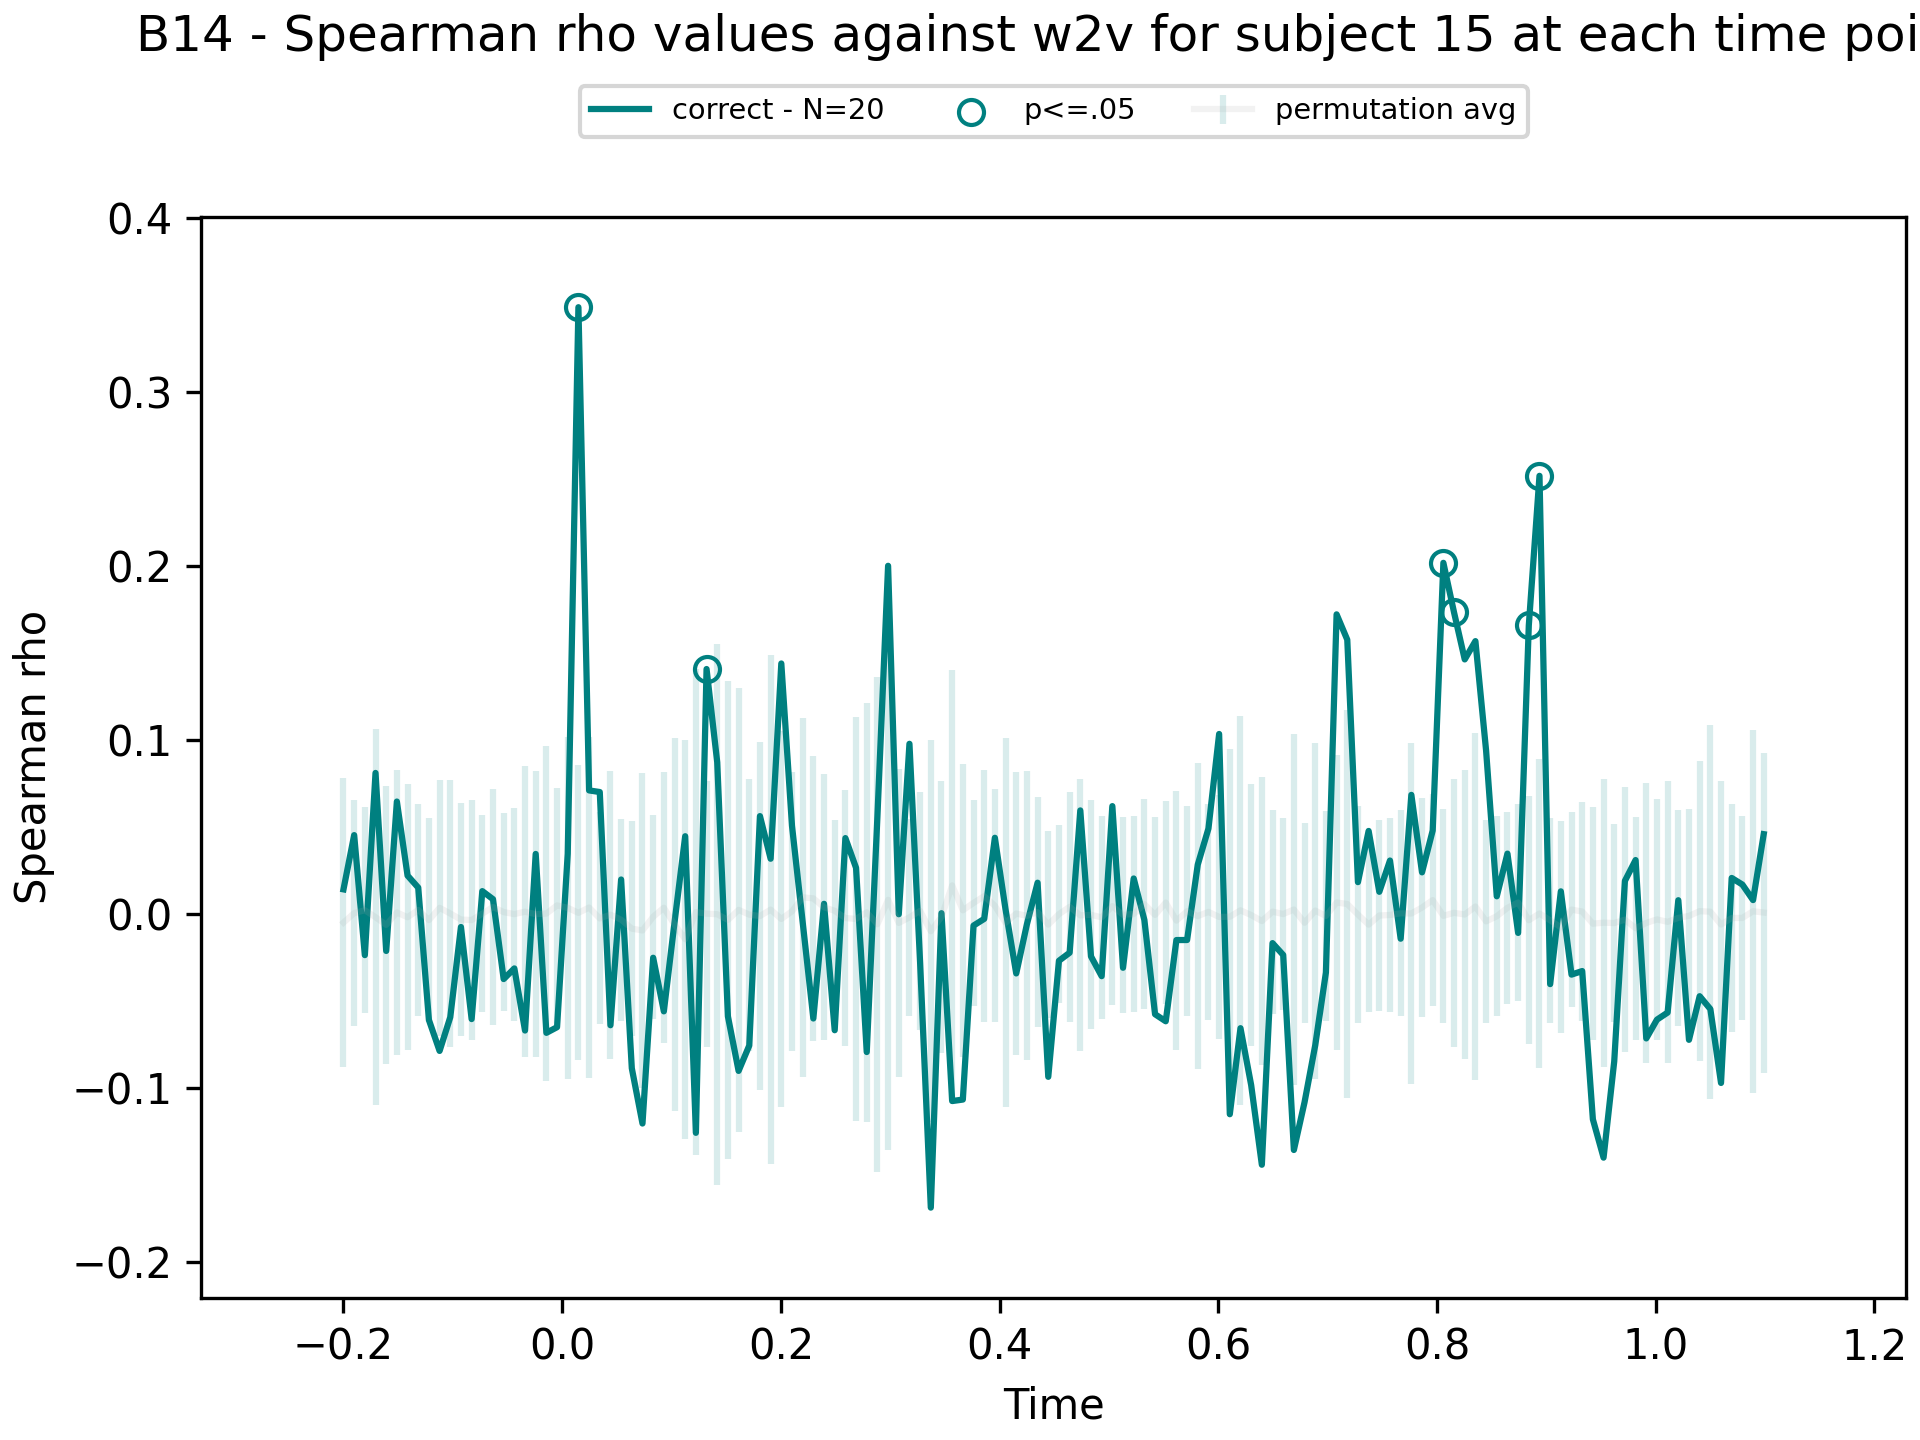 B14 - Spearman rho values against w2v for subject 15 at each time poi
correct - N=20 p<=.05 permutation avg
0.4
0.3
0.2
0.1
0.0
−0.1
−0.2
Spearman rho
−0.2 0.0 0.2 0.4 0.6 0.8 1.0 1.2
Time